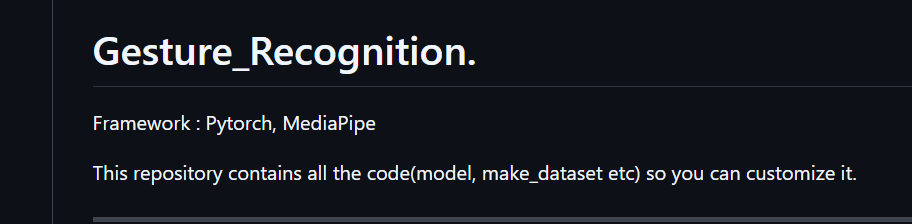 Gesture_Recognition.
Framework : Pytorch, MediaPipe
This repository contains all the code(model, make_dataset etc) so you can customize it.